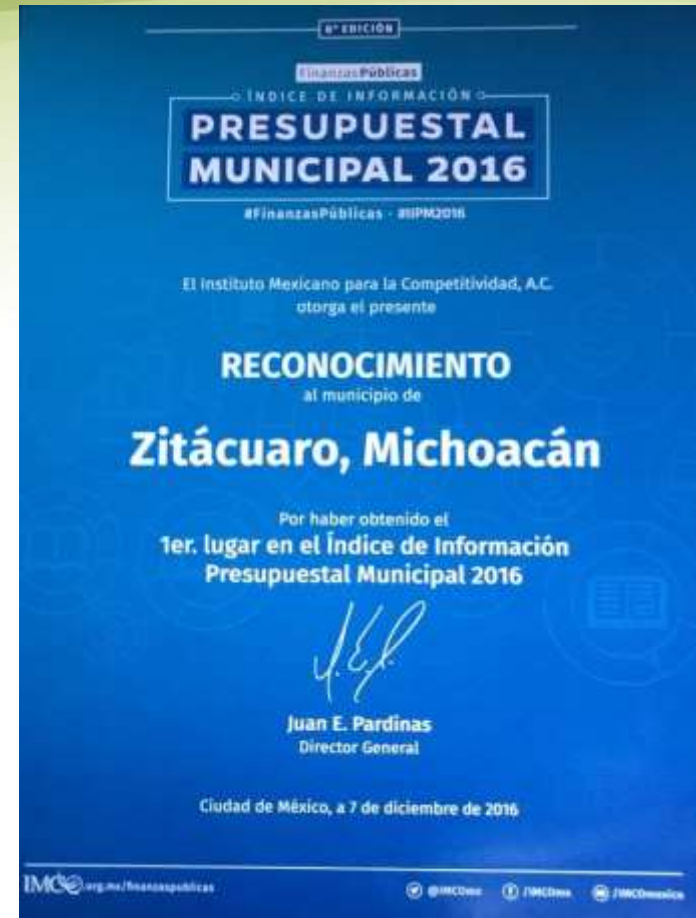 8ª EDICIÓN
FinanzasPúblicas
ÍNDICE DE INFORMACIÓN
PRESUPUESTAL
MUNICIPAL 2016
#FinanzasPúblicas - #IIPM2016
El Instituto Mexicano para la Competitividad, A.C.
otorga el presente
RECONOCIMIENTO
al municipio de
Zitácuaro, Michoacán
Por haber obtenido el
1er. lugar en el Índice de Información
Presupuestal Municipal 2016
Juan E. Pardinas
Director General
Ciudad de México, a 7 de diciembre de 2016
IMCO.org.mx/finanzaspublicas
@IMCOmx /IMCOmx /IMCOmexico